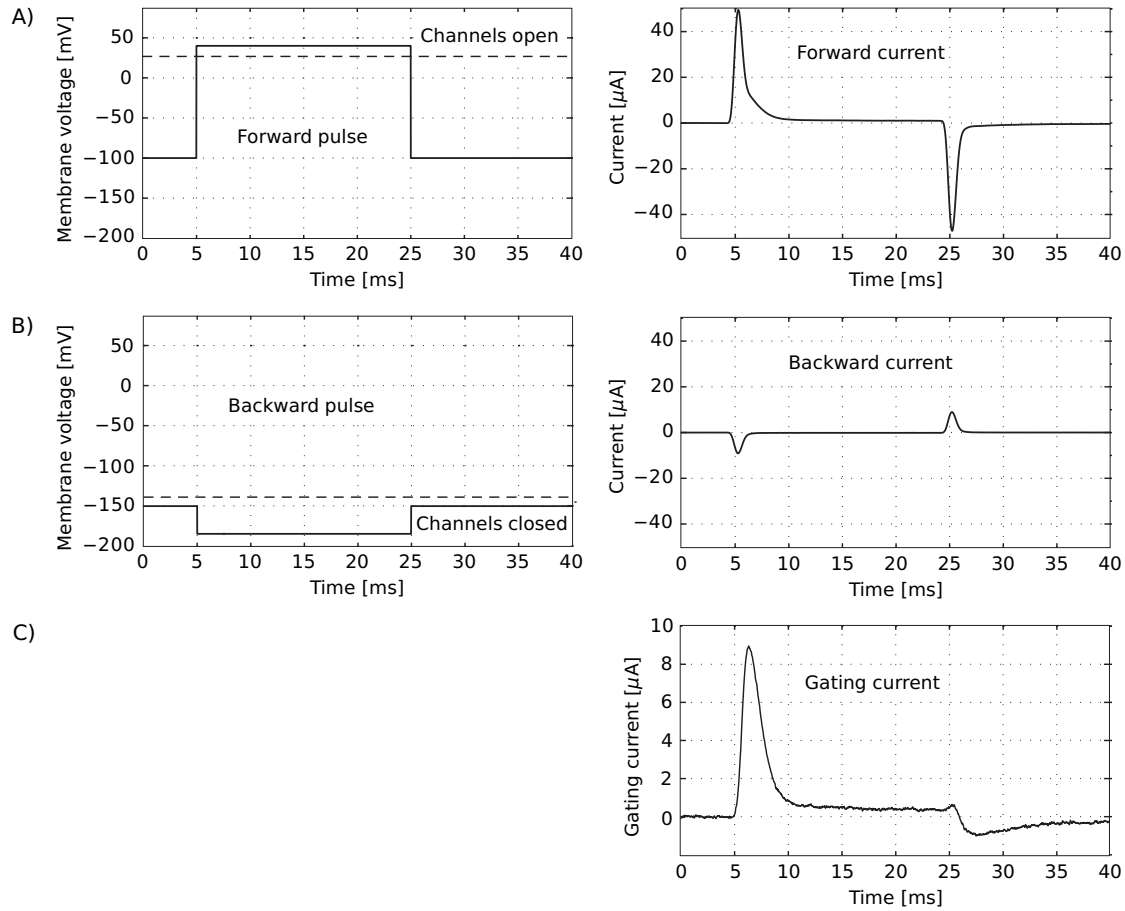 A)
Membrane voltage [mV]
50
0
−50
−100
−150
−200
Channels open
Forward pulse
0 5 10 15 20 25 30 35 40
Time [ms]
Current [μA]
40
20
0
−20
−40
Forward current
0 5 10 15 20 25 30 35 40
Time [ms]
B)
Membrane voltage [mV]
50
0
−50
−100
−150
−200
Backward pulse
Channels closed
0 5 10 15 20 25 30 35 40
Time [ms]
Current [μA]
40
20
0
−20
−40
Backward current
0 5 10 15 20 25 30 35 40
Time [ms]
C)
Gating current [μA]
10
8
6
4
2
0
Gating current
0 5 10 15 20 25 30 35 40
Time [ms]